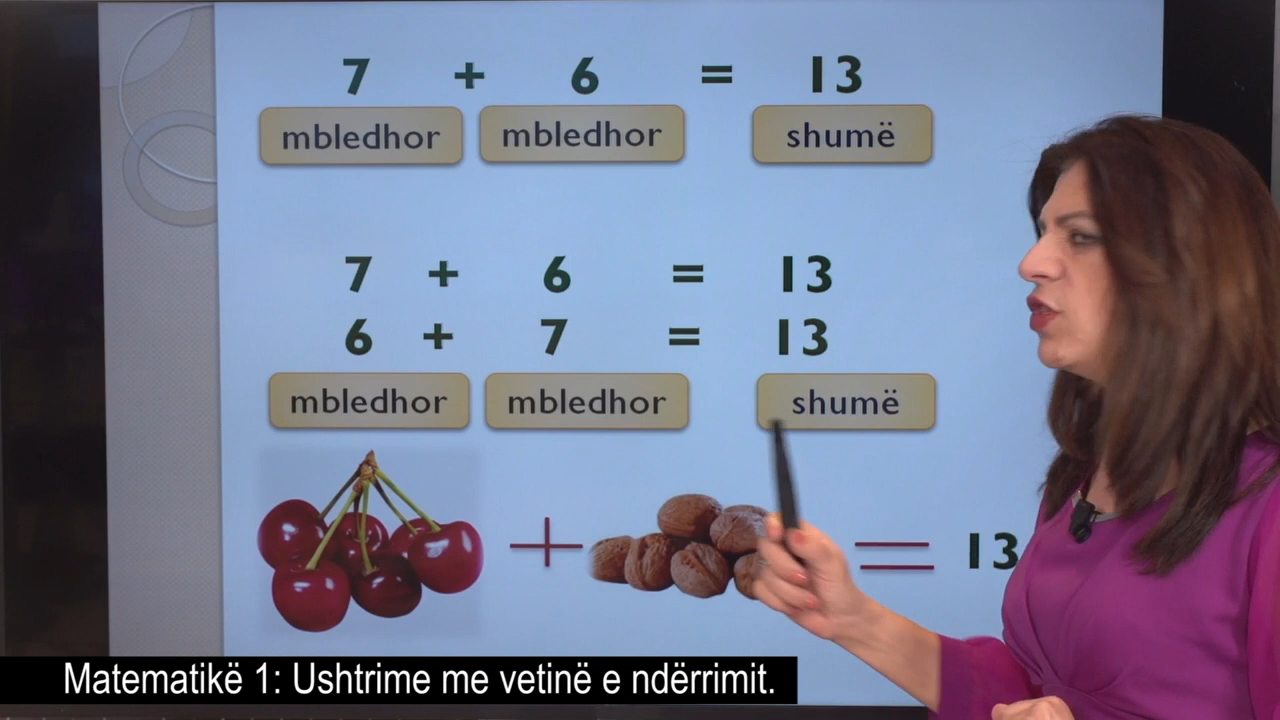 7 + 6 = 13
mbledhor mbledhor shumë
7 + 6 = 13
6 + 7 = 13
mbledhor mbledhor shumë
+ = 13
Matematikë 1: Ushtrime me vetinë e ndërrimit.